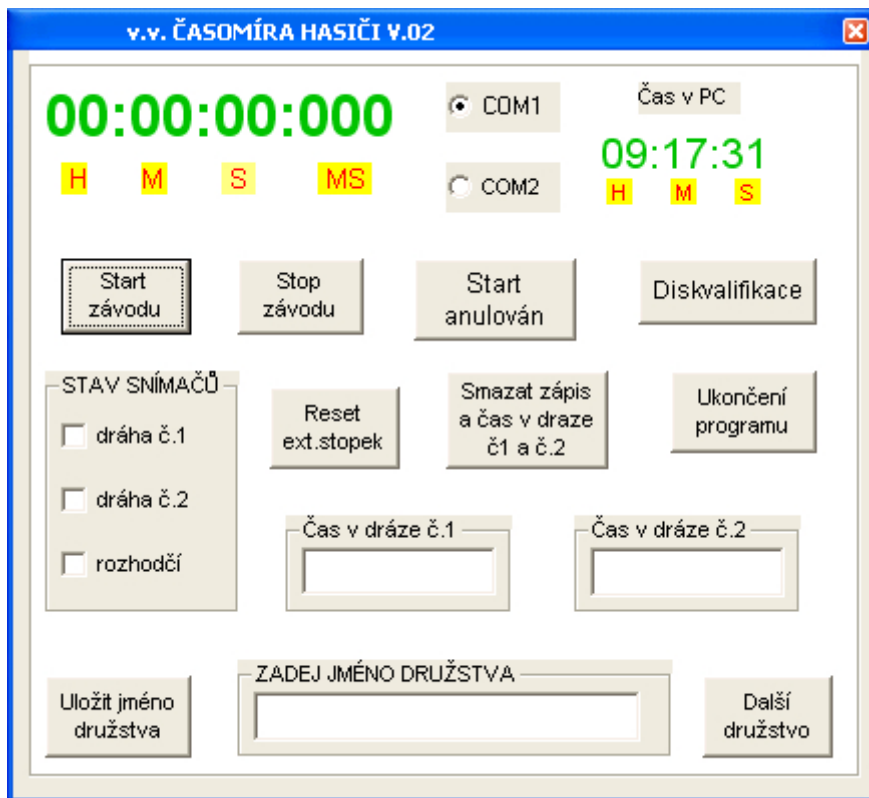 v.v. ČASOMÍRA HASIČI V.02
00:00:00:000
H M S MS
COM1
COM2
Čas v PC
09:17:31
H M S
Start
závodu
Stop
závodu
Start
anulován
Diskvalifikace
STAV SNÍMAČŮ
dráha č.1
dráha č.2
rozhodčí
Reset
ext.stopek
Smazat zápis
a čas v draze
č1 a č.2
Ukončení
programu
Čas v dráze č.1
Čas v dráze č.2
Uložit jméno
družstva
ZADEJ JMÉNO DRUŽSTVA
Další
družstvo